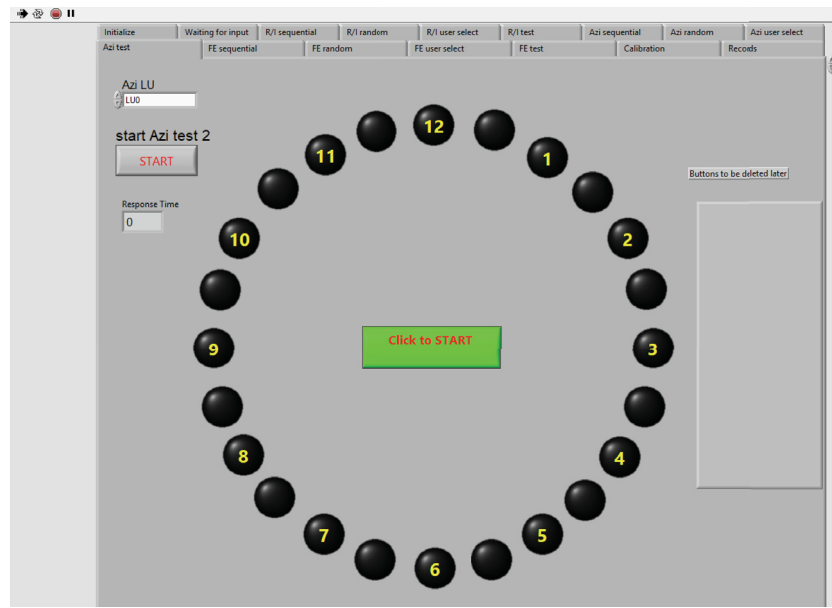 Initialize Waiting for input R/I sequential R/I random R/I user select R/I test Azi sequential Azi random Azi user select
Azi test FE sequential FE random FE user select FE test Calibration Records
Azi LU
LU0
start Azi test 2
START
Response Time
0
12
11
1
10
2
9
3
Click to START
8
4
7
5
6
Buttons to be deleted later